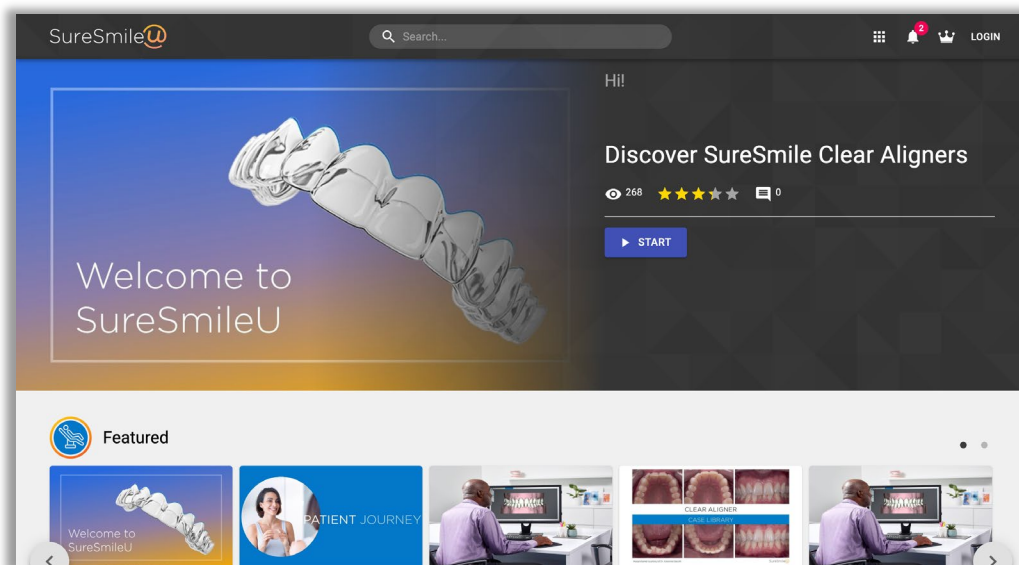 SureSmileU
Search...
2
LOGIN
Hi!
Discover SureSmile Clear Aligners
268
0
START
Welcome to
SureSmileU
Featured
Welcome to
SureSmileU
PATIENT JOURNEY
CLEAR ALIGNER
CASE LIBRARY